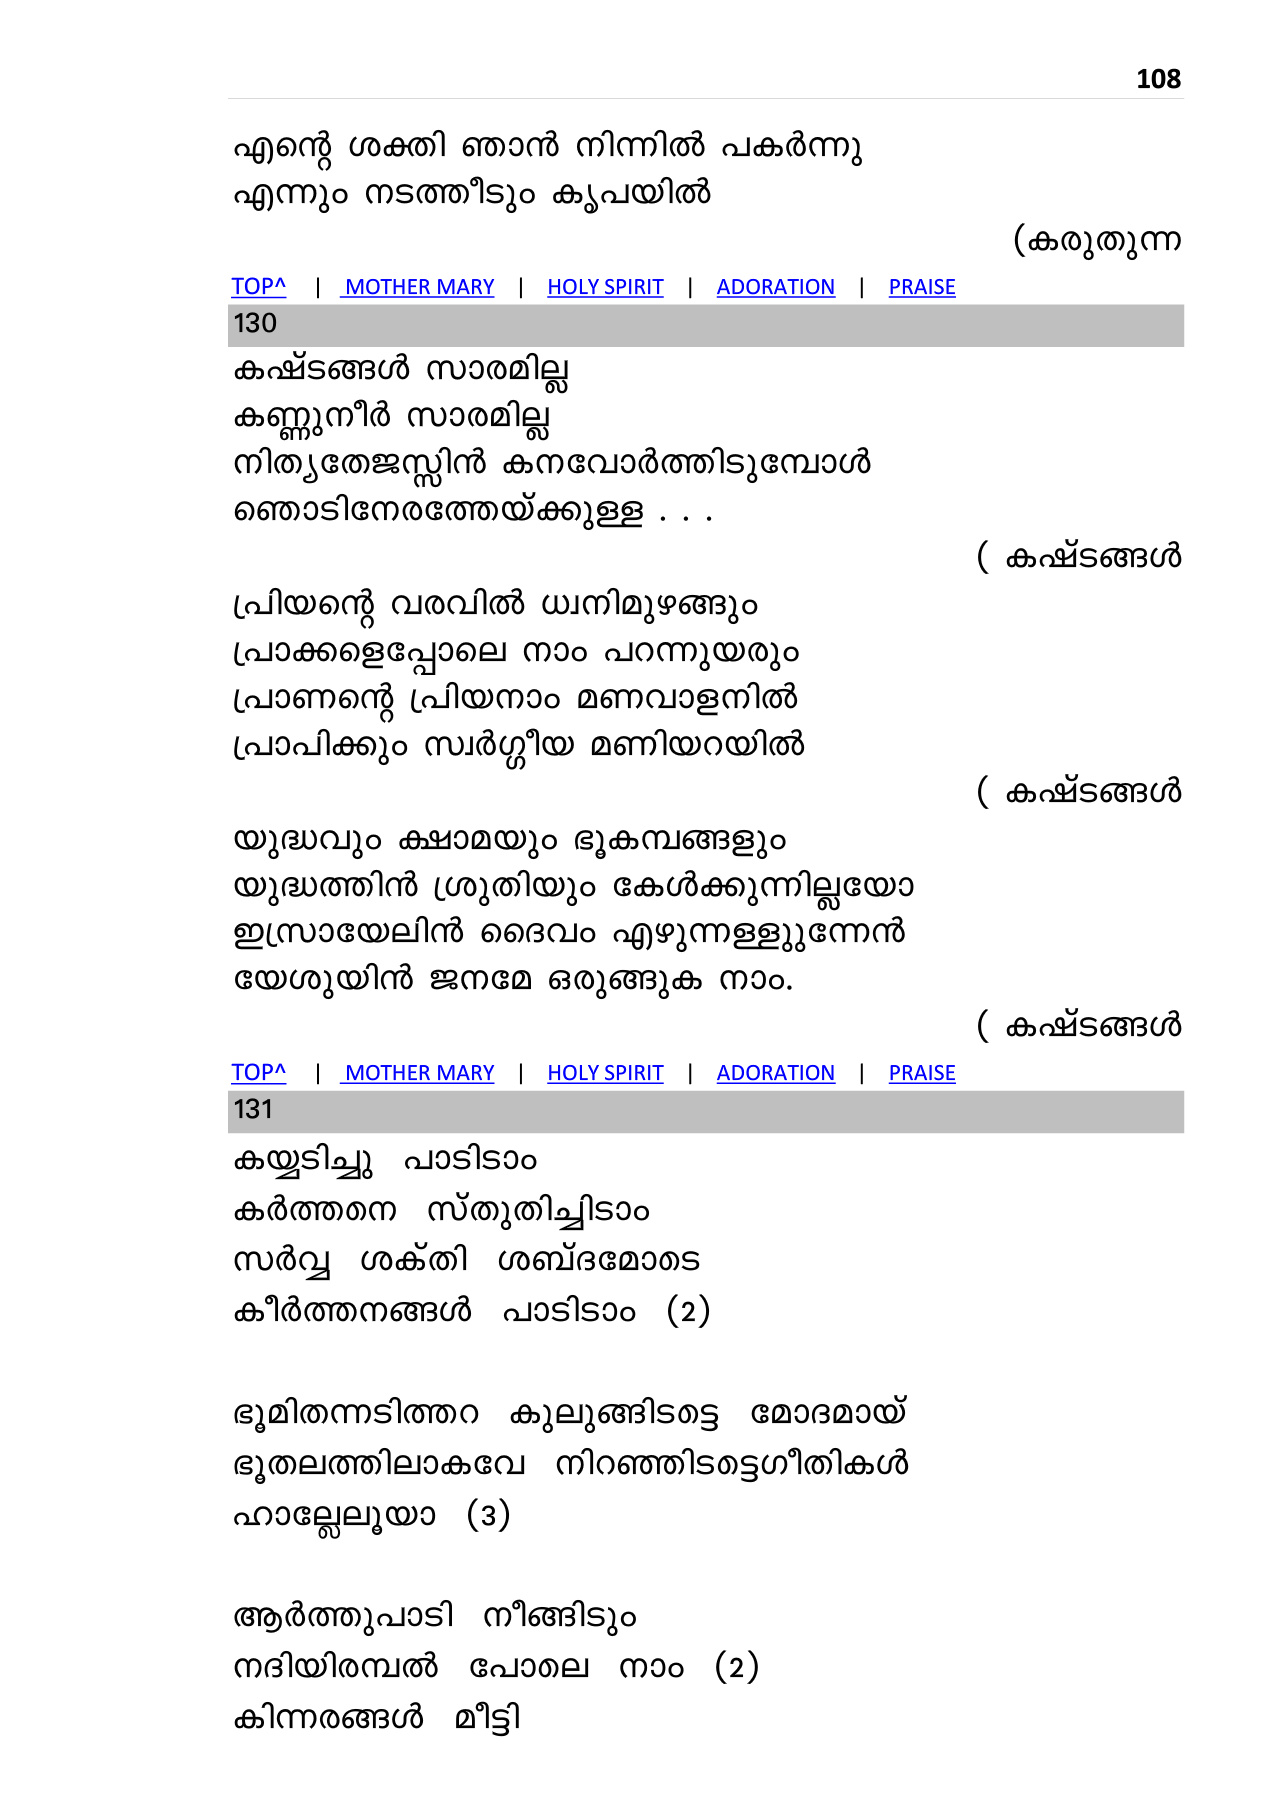 108
എന്റെ ശക്തി ഞാൻ നിന്നിൽ പകർന്നു
എന്നും നടത്തീടും കൃപയിൽ
(കരുതുന്ന
TOP^ | MOTHER MARY | HOLY SPIRIT | ADORATION | PRAISE
130
കഷ്ടങ്ങൾ സാരമില്ല
കണ്ണുനീർ സാരമില്ല
നിത്യതേജസ്സിൻ കനവോർത്തിടുമ്പോൾ
ഞൊടിനേരത്തേയ്ക്കുള്ള . . .
( കഷ്ടങ്ങൾ
പ്രിയന്റെ വരവിൽ ധ്വനിമുഴങ്ങും
പ്രാക്കളെപ്പോലെ നാം പറന്നുയരും
പ്രാണന്റെ പ്രിയനാം മണവാളനിൽ
പ്രാപിക്കും സ്വർഗ്ഗീയ മണിയറയിൽ
( കഷ്ടങ്ങൾ
യുദ്ധവും ക്ഷാമയും ഭൂകമ്പങ്ങളും
യുദ്ധത്തിൻ ശ്രുതിയും കേൾക്കുന്നില്ലയോ
ഇസ്രായേലിൻ ദൈവം എഴുന്നള്ളുുന്നേൻ
യേശുയിൻ ജനമേ ഒരുങ്ങുക നാം.
( കഷ്ടങ്ങൾ
TOP^ | MOTHER MARY | HOLY SPIRIT | ADORATION | PRAISE
131
കയ്യടിച്ചു പാടിടാം
കർത്തനെ സ്തുതിച്ചിടാം
സർവ്വ ശക്‌തി ശബ്ദമോടെ
കീർത്തനങ്ങൾ പാടിടാം (2)
ഭൂമിതന്നടിത്തറ കുലുങ്ങിടട്ടെ മോദമായ്
ഭൂതലത്തിലാകവേ നിറഞ്ഞിടട്ടെഗീതികൾ
ഹാല്ലേലൂയാ (3)
ആർത്തുപാടി നീങ്ങിടും
നദിയിരമ്പൽ പോലെ നാം (2)
കിന്നരങ്ങൾ മീട്ടി